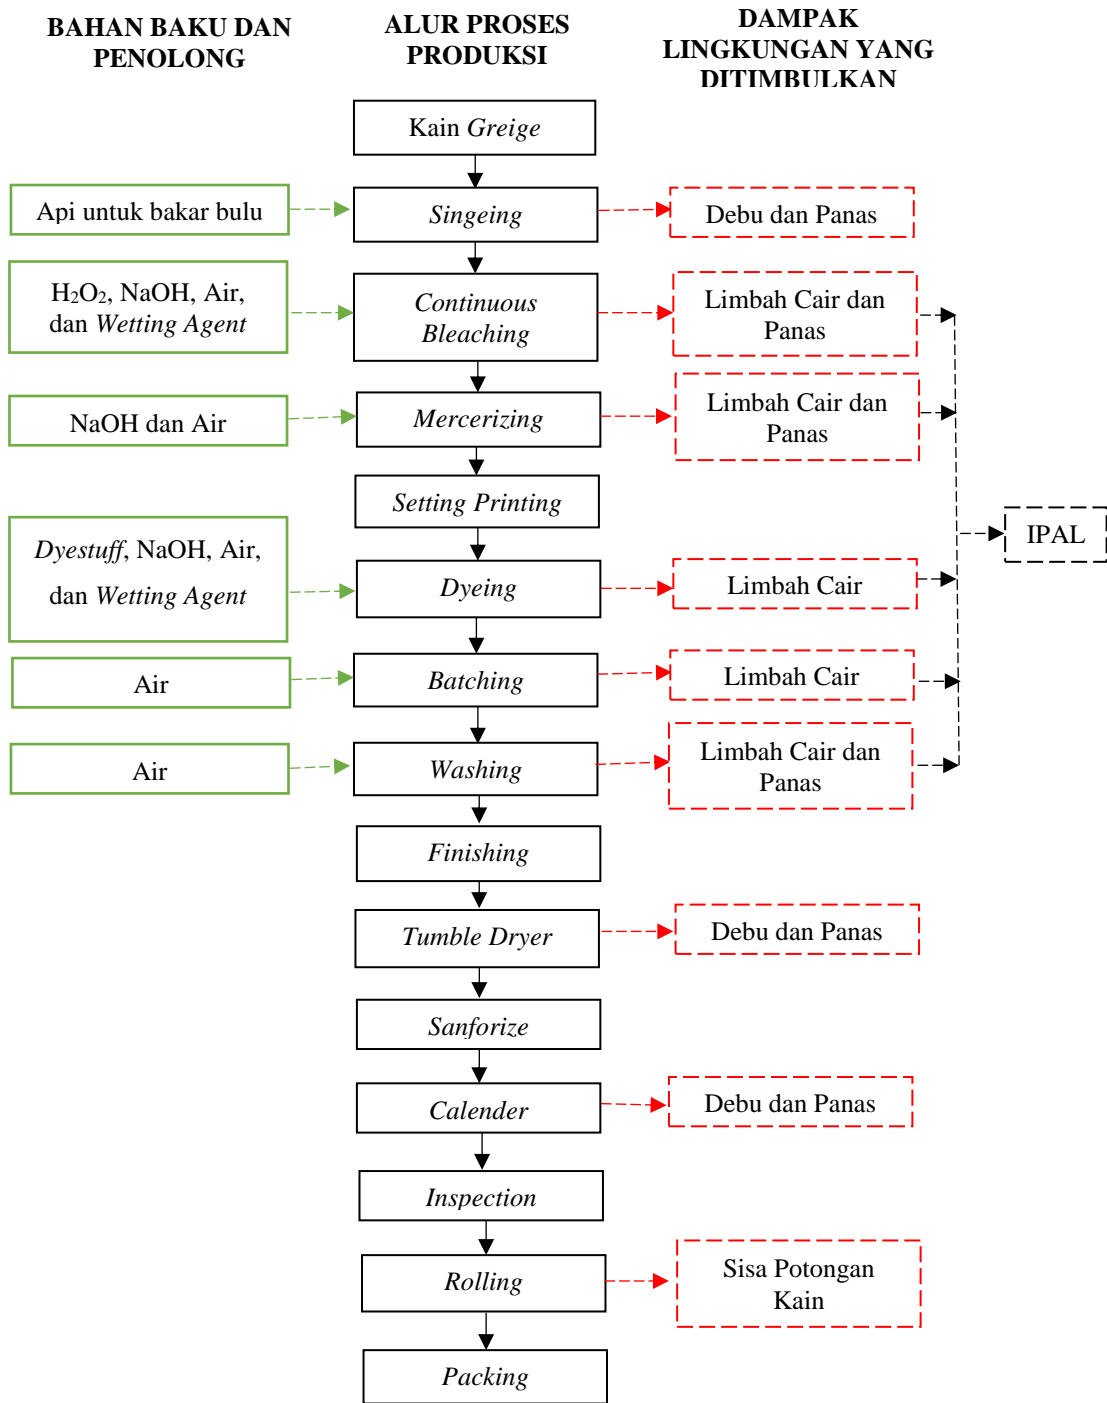 BAHAN BAKU DAN
PENOLONG
ALUR PROSES
PRODUKSI
DAMPAK
LINGKUNGAN YANG
DITIMBULKAN
Kain Greige
Api untuk bakar bulu
Singeing
Debu dan Panas
H₂O₂, NaOH, Air,
dan Wetting Agent
Continuous
Bleaching
Limbah Cair dan
Panas
NaOH dan Air
Mercerizing
Limbah Cair dan
Panas
Setting Printing
IPAL
Dyestuff, NaOH, Air,
dan Wetting Agent
Dyeing
Limbah Cair
Air
Batching
Limbah Cair
Air
Washing
Limbah Cair dan
Panas
Finishing
Tumble Dryer
Debu dan Panas
Sanforize
Calender
Debu dan Panas
Inspection
Rolling
Sisa Potongan
Kain
Packing